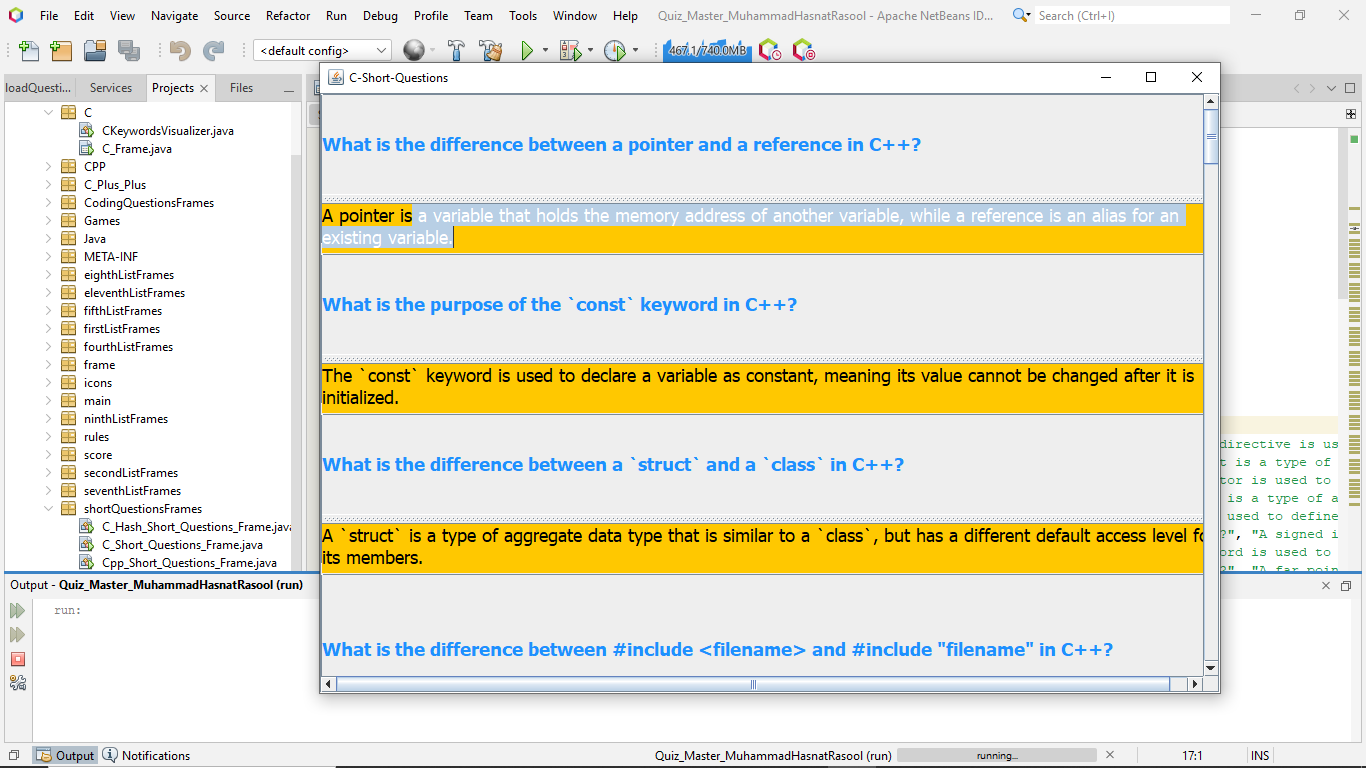 File Edit View Navigate Source Refactor Run Debug Profile Team Tools Window Help Quiz_Master_MuhammadHasnatRasool - Apache NetBeans ID... Search (Ctrl+I)
<default config> 467.1/740.0MB
loadQuesti... Services Projects Files
C-Short-Questions
C
CKeywordsVisualizer.java
C_Frame.java
CPP
C_Plus_Plus
CodingQuestionsFrames
Games
Java
META-INF
eighthListFrames
eleventhListFrames
fifthListFrames
firstListFrames
fourthListFrames
frame
icons
main
ninthListFrames
rules
score
secondListFrames
seventhListFrames
shortQuestionsFrames
C_Hash_Short_Questions_Frame.java
C_Short_Questions_Frame.java
Cpp_Short_Questions_Frame.java
What is the difference between a pointer and a reference in C++?
A pointer is a variable that holds the memory address of another variable, while a reference is an alias for an
existing variable.
What is the purpose of the `const` keyword in C++?
The `const` keyword is used to declare a variable as constant, meaning its value cannot be changed after it is
initialized.
What is the difference between a `struct` and a `class` in C++?
A `struct` is a type of aggregate data type that is similar to a `class`, but has a different default access level fo
its members.
What is the difference between #include <filename> and #include "filename" in C++?
directive is us
t is a type of
tor is used to
is a type of a
used to define
?", "A signed i
ord is used to
?", "A far poin
Output - Quiz_Master_MuhammadHasnatRasool (run)
run:
Output Notifications Quiz_Master_MuhammadHasnatRasool (run) running... 17:1 INS